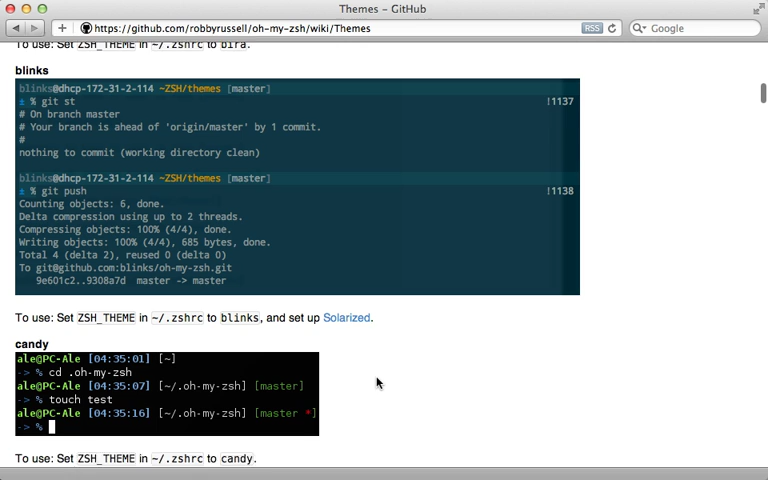 Themes – GitHub
https://github.com/robbyrussell/oh-my-zsh/wiki/Themes
RSS
Google
To use: Set ZSH_THEME in ~/.zshrc to bira.
blinks
blinks@dhcp-172-31-2-114 ~ZSH/themes [master]
± % git st !1137
# On branch master
# Your branch is ahead of 'origin/master' by 1 commit.
#
nothing to commit (working directory clean)
blinks@dhcp-172-31-2-114 ~ZSH/themes [master]
± % git push !1138
Counting objects: 6, done.
Delta compression using up to 2 threads.
Compressing objects: 100% (4/4), done.
Writing objects: 100% (4/4), 685 bytes, done.
Total 4 (delta 2), reused 0 (delta 0)
To git@github.com:blinks/oh-my-zsh.git
9e601c2..9308a7d master -> master
To use: Set ZSH_THEME in ~/.zshrc to blinks, and set up Solarized.
candy
ale@PC-Ale [04:35:01] [~]
-> % cd .oh-my-zsh
ale@PC-Ale [04:35:07] [~/.oh-my-zsh] [master]
-> % touch test
ale@PC-Ale [04:35:16] [~/.oh-my-zsh] [master *]
-> %
To use: Set ZSH_THEME in ~/.zshrc to candy.